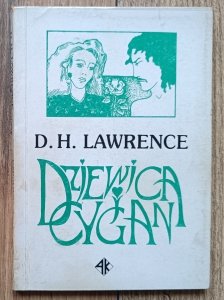 D. H. LAWRENCE
DZIEWICA
I CYGAN
AK